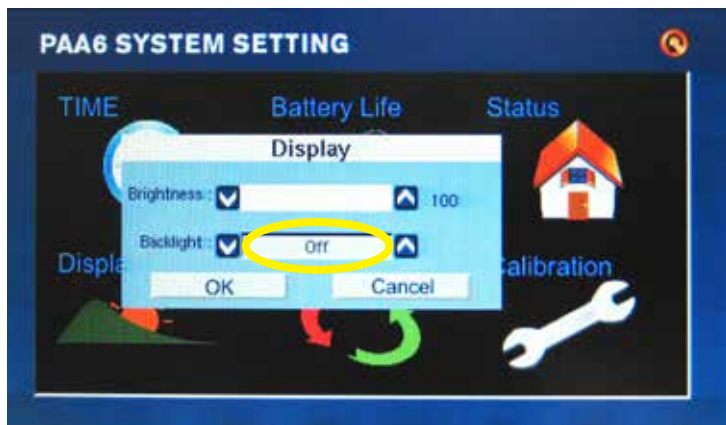 PAA6 SYSTEM SETTING
TIME Battery Life Status
Display
Brightness : 100
Backlight : Off
Calibration
OK Cancel